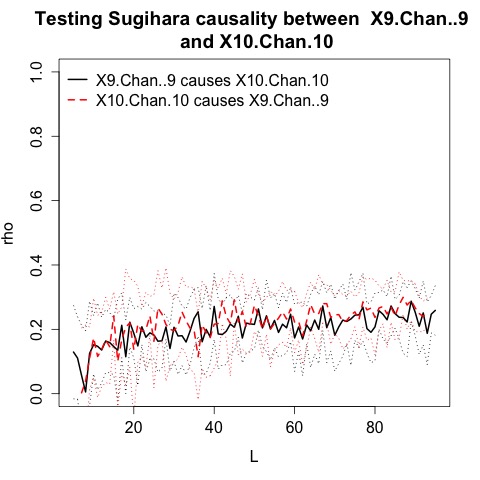 Testing Sugihara causality between  X9.Chan..9
and X10.Chan.10
X9.Chan..9 causes X10.Chan.10
X10.Chan.10 causes X9.Chan..9
1.0
0.8
0.6
0.4
0.2
0.0
rho
20 40 60 80
L